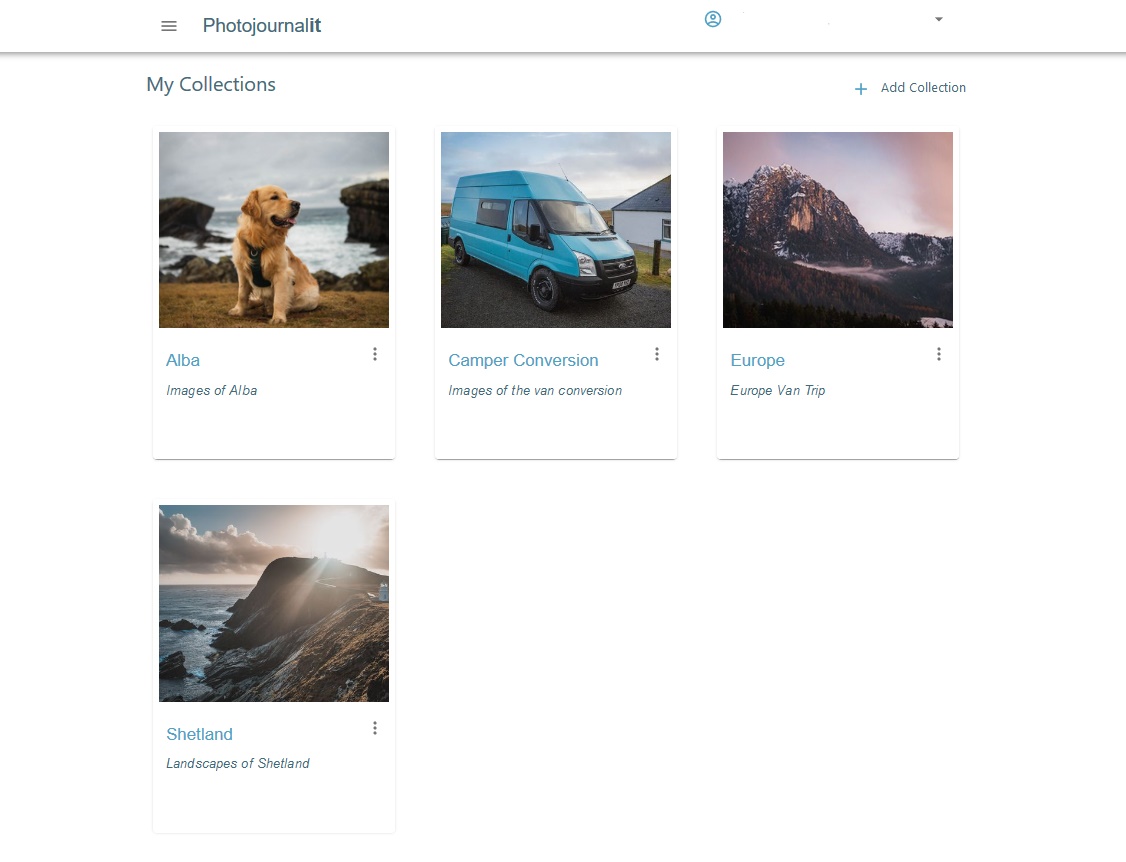 Photojournalit
My Collections
Add Collection
Alba
Images of Alba
Camper Conversion
Images of the van conversion
Europe
Europe Van Trip
Shetland
Landscapes of Shetland